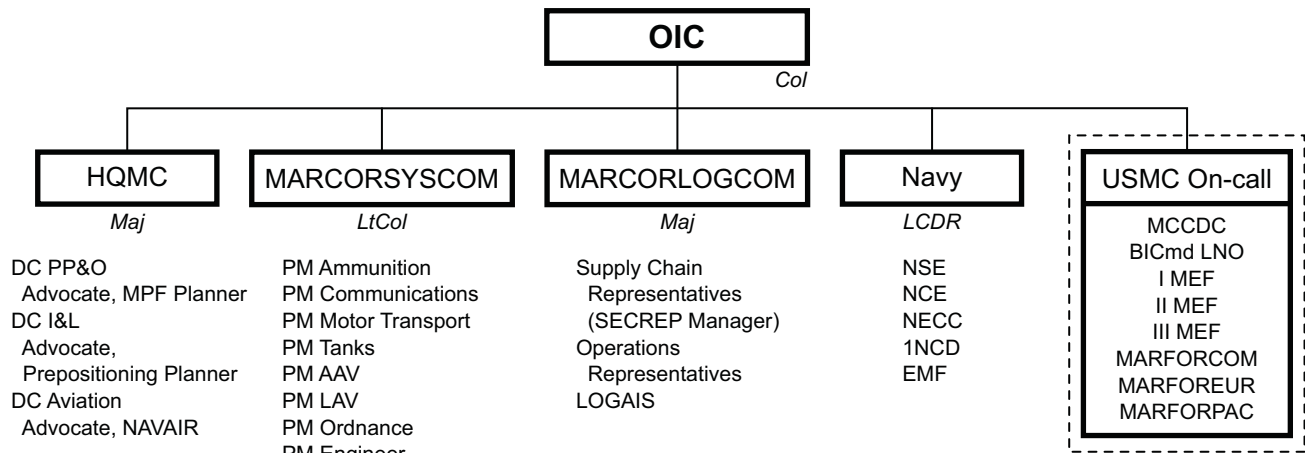 OIC
Col
HQMC
Maj
DC PP&O
Advocate, MPF Planner
DC I&L
Advocate,
Prepositioning Planner
DC Aviation
Advocate, NAVAIR
MARCORSYSCOM
LtCol
PM Ammunition
PM Communications
PM Motor Transport
PM Tanks
PM AAV
PM LAV
PM Ordnance
PM Engineer
MARCORLOGCOM
Maj
Supply Chain
Representatives
(SECREP Manager)
Operations
Representatives
LOGAIS
Navy
LCDR
NSE
NCE
NECC
1NCD
EMF
USMC On-call
MCCDC
BICmd LNO
I MEF
II MEF
III MEF
MARFORCOM
MARFOREUR
MARFORPAC